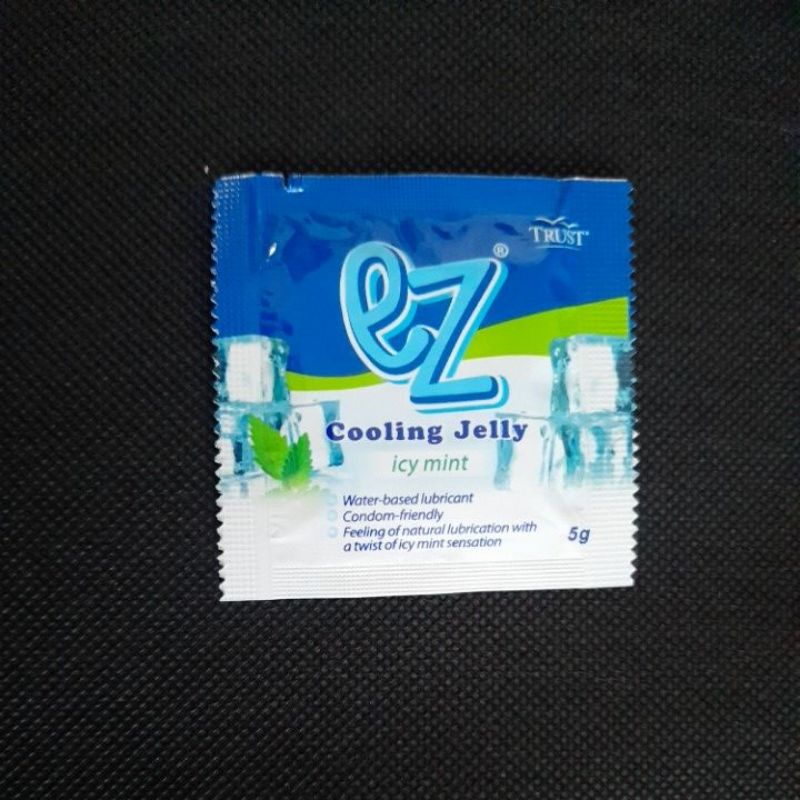 TRUST®
ez®
Cooling Jelly
icy mint
Water-based lubricant
Condom-friendly
Feeling of natural lubrication with
a twist of icy mint sensation
5g